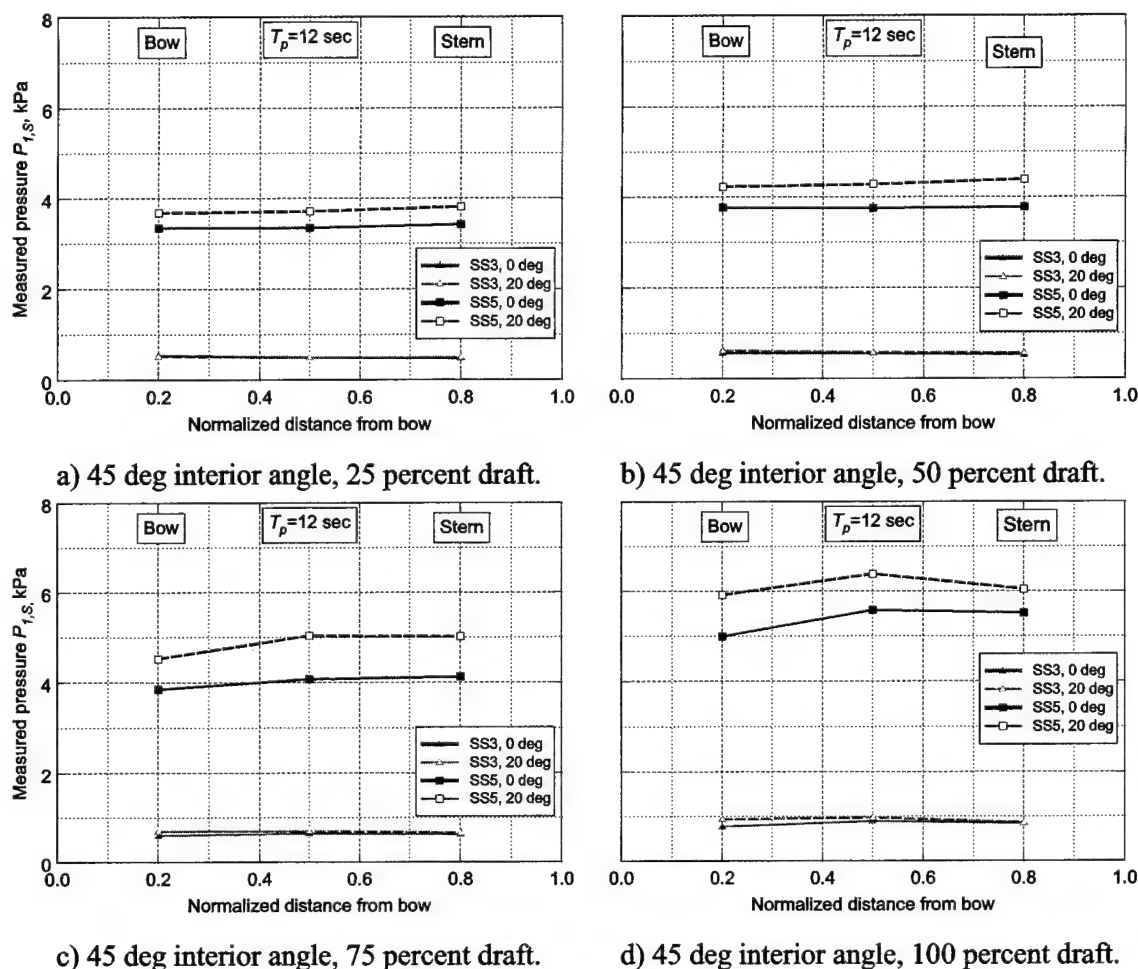 8
6
4
2
0
Measured pressure P1,S, kPa
Bow
Tp=12 sec
Stern
SS3, 0 deg
SS3, 20 deg
SS5, 0 deg
SS5, 20 deg
0.0 0.2 0.4 0.6 0.8 1.0
Normalized distance from bow
a) 45 deg interior angle, 25 percent draft.
Bow
Tp=12 sec
Stern
SS3, 0 deg
SS3, 20 deg
SS5, 0 deg
SS5, 20 deg
0.0 0.2 0.4 0.6 0.8 1.0
Normalized distance from bow
b) 45 deg interior angle, 50 percent draft.
8
6
4
2
0
Measured pressure P1,S, kPa
Bow
Tp=12 sec
Stern
SS3, 0 deg
SS3, 20 deg
SS5, 0 deg
SS5, 20 deg
0.0 0.2 0.4 0.6 0.8 1.0
Normalized distance from bow
c) 45 deg interior angle, 75 percent draft.
Bow
Tp=12 sec
Stern
SS3, 0 deg
SS3, 20 deg
SS5, 0 deg
SS5, 20 deg
0.0 0.2 0.4 0.6 0.8 1.0
Normalized distance from bow
d) 45 deg interior angle, 100 percent draft.